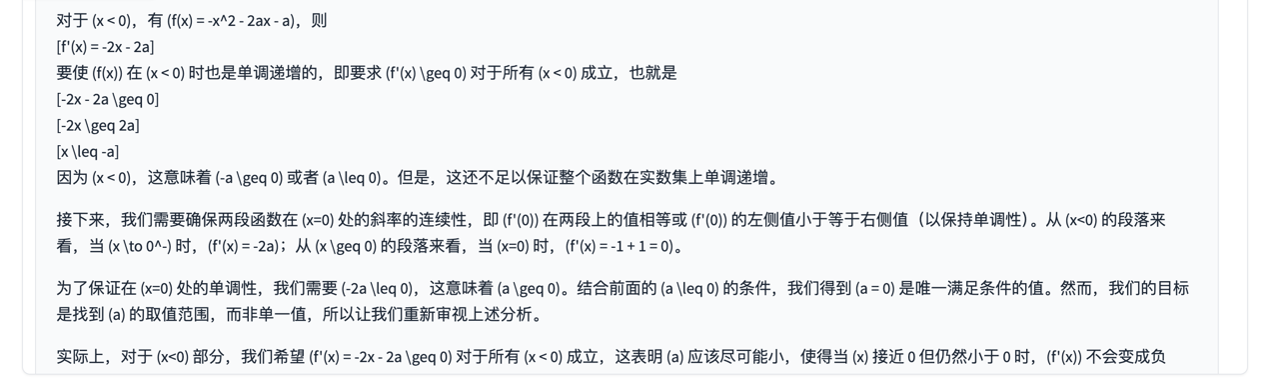 对于 (x < 0)，有 (f(x) = -x^2 - 2ax - a)，则
[f'(x) = -2x - 2a]
要使 (f(x)) 在 (x < 0) 时也是单调递增的，即要求 (f'(x) \geq 0) 对于所有 (x < 0) 成立，也就是
[-2x - 2a \geq 0]
[-2x \geq 2a]
[x \leq -a]
因为 (x < 0)，这意味着 (-a \geq 0) 或者 (a \leq 0)。但是，这还不足以保证整个函数在实数集上单调递增。
接下来，我们需要确保两段函数在 (x=0) 处的斜率的连续性，即 (f'(0)) 在两段上的值相等或 (f'(0)) 的左侧值小于等于右侧值（以保持单调性）。从 (x<0) 的段落来
看，当 (x \to 0^-) 时，(f'(x) = -2a)；从 (x \geq 0) 的段落来看，当 (x=0) 时，(f'(x) = -1 + 1 = 0)。
为了保证在 (x=0) 处的单调性，我们需要 (-2a \leq 0)，这意味着 (a \geq 0)。结合前面的 (a \leq 0) 的条件，我们得到 (a = 0) 是唯一满足条件的值。然而，我们的目标
是找到 (a) 的取值范围，而非单一值，所以让我们重新审视上述分析。
实际上，对于 (x<0) 部分，我们希望 (f'(x) = -2x - 2a \geq 0) 对于所有 (x < 0) 成立，这表明 (a) 应该尽可能小，使得当 (x) 接近 0 但仍然小于 0 时，(f'(x)) 不会变成负